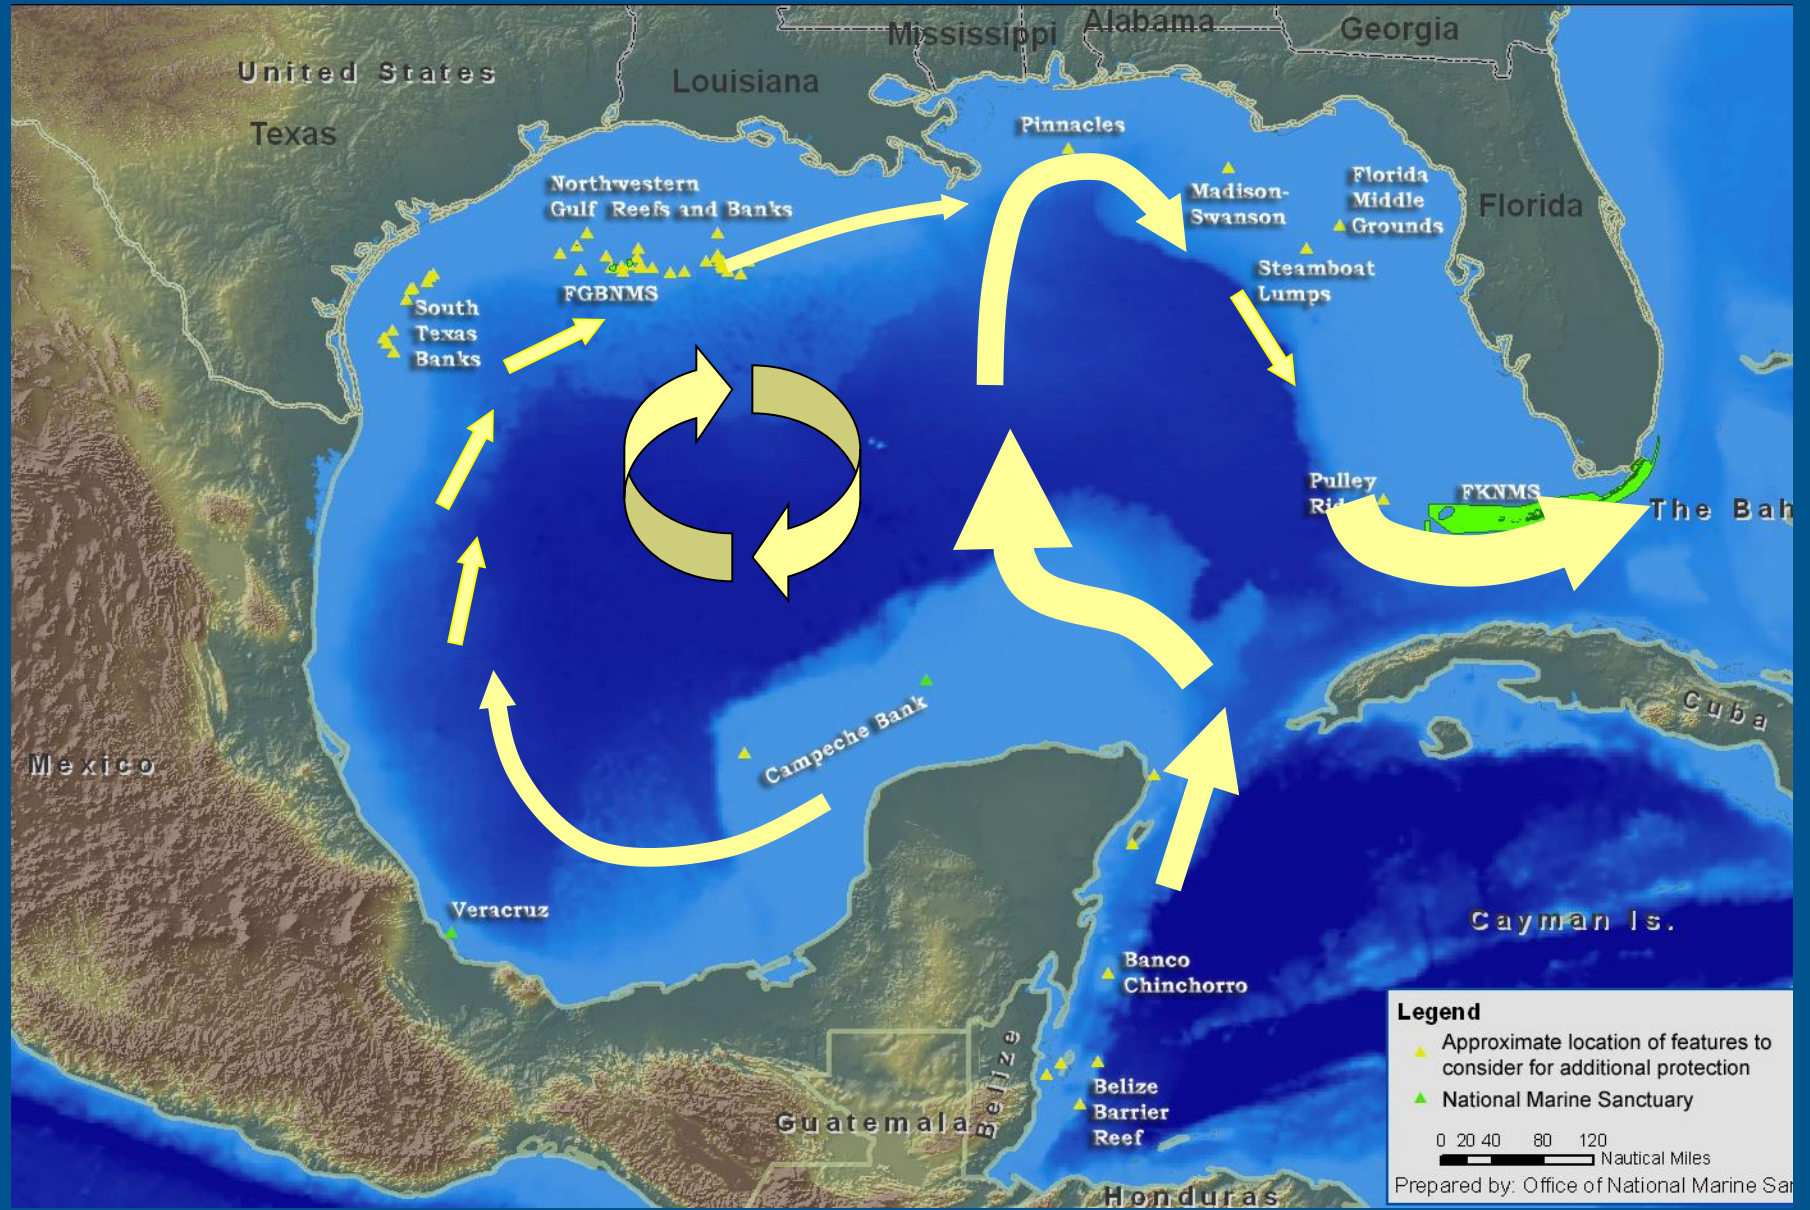 Mississippi
Alabama
Georgia
United States
Louisiana
Texas
Pinnacles
Northwestern
Gulf Reefs and Banks
Madison-
Swanson
Florida
Middle
Grounds
Florida
Steamboat
Lumps
FGBNMS
South
Texas
Banks
Pulley
FKNMS
The Bah
Campeche Bank
Cuba
Mexico
Veracruz
Cayman Is.
Banco
Chinchorro
Belize
Belize
Barrier
Reef
Guatemala
Honduras
Legend
Approximate location of features to
consider for additional protection
National Marine Sanctuary
0 20 40 80 120
Nautical Miles
Prepared by: Office of National Marine Sa